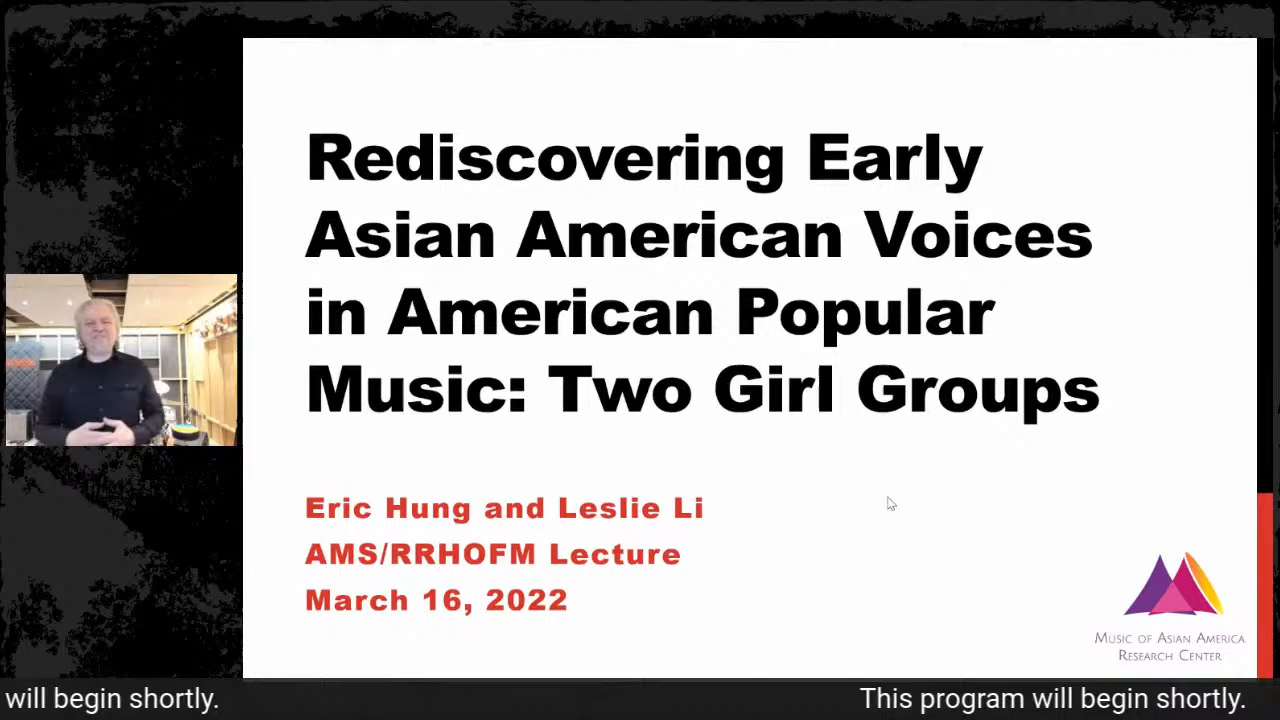 Rediscovering Early
Asian American Voices
in American Popular
Music: Two Girl Groups
Eric Hung and Leslie Li
AMS/RRHOFM Lecture
March 16, 2022
Music of Asian America
Research Center
will begin shortly.
This program will begin shortly.